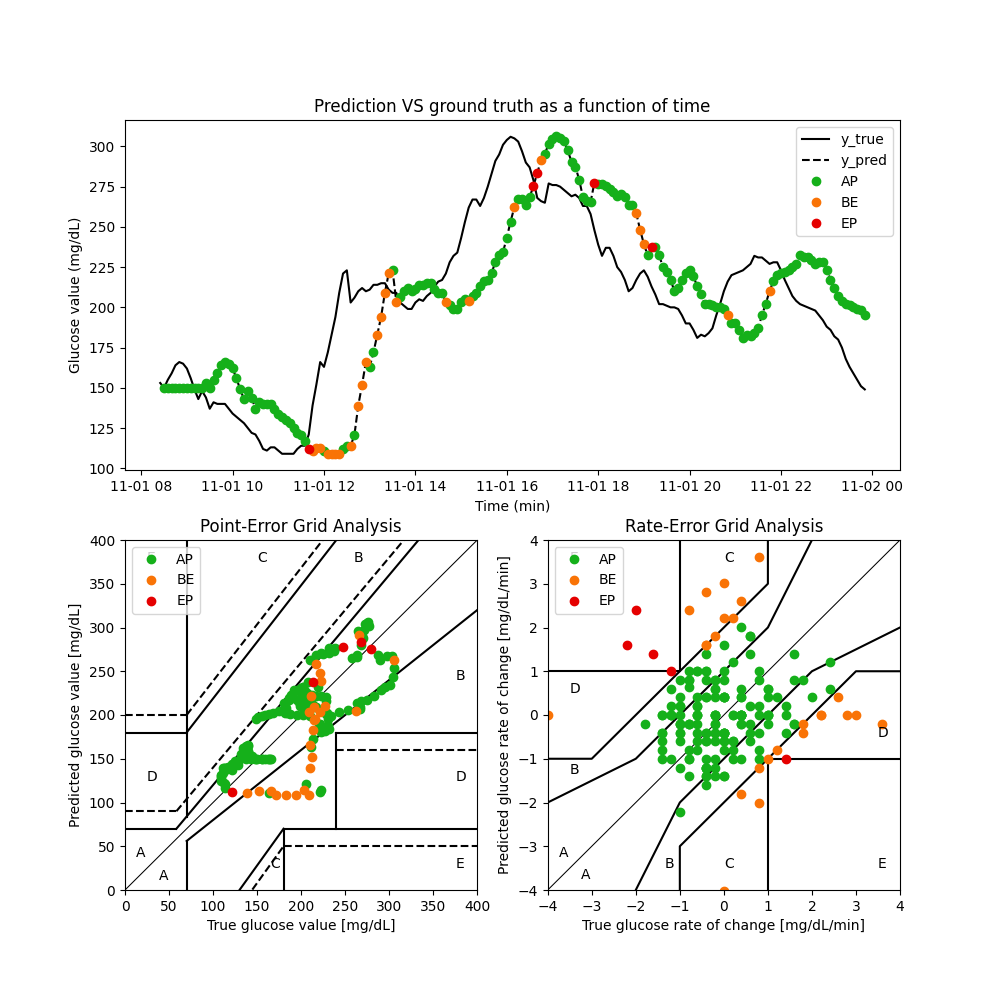 Prediction VS ground truth as a function of time
Glucose value (mg/dL)
300
275
250
225
200
175
150
125
100
y_true
y_pred
AP
BE
EP
11-01 08 11-01 10 11-01 12 11-01 14 11-01 16 11-01 18 11-01 20 11-01 22 11-02 00
Time (min)
Point-Error Grid Analysis
Predicted glucose value [mg/dL]
400
350
300
250
200
150
100
50
0
AP
BE
EP
C
B
B
D
D
A
A
C
E
0 50 100 150 200 250 300 350 400
True glucose value [mg/dL]
Rate-Error Grid Analysis
Predicted glucose rate of change [mg/dL/min]
4
3
2
1
0
−1
−2
−3
−4
AP
BE
EP
C
D
D
B
A
A
B
C
E
−4 −3 −2 −1 0 1 2 3 4
True glucose rate of change [mg/dL/min]